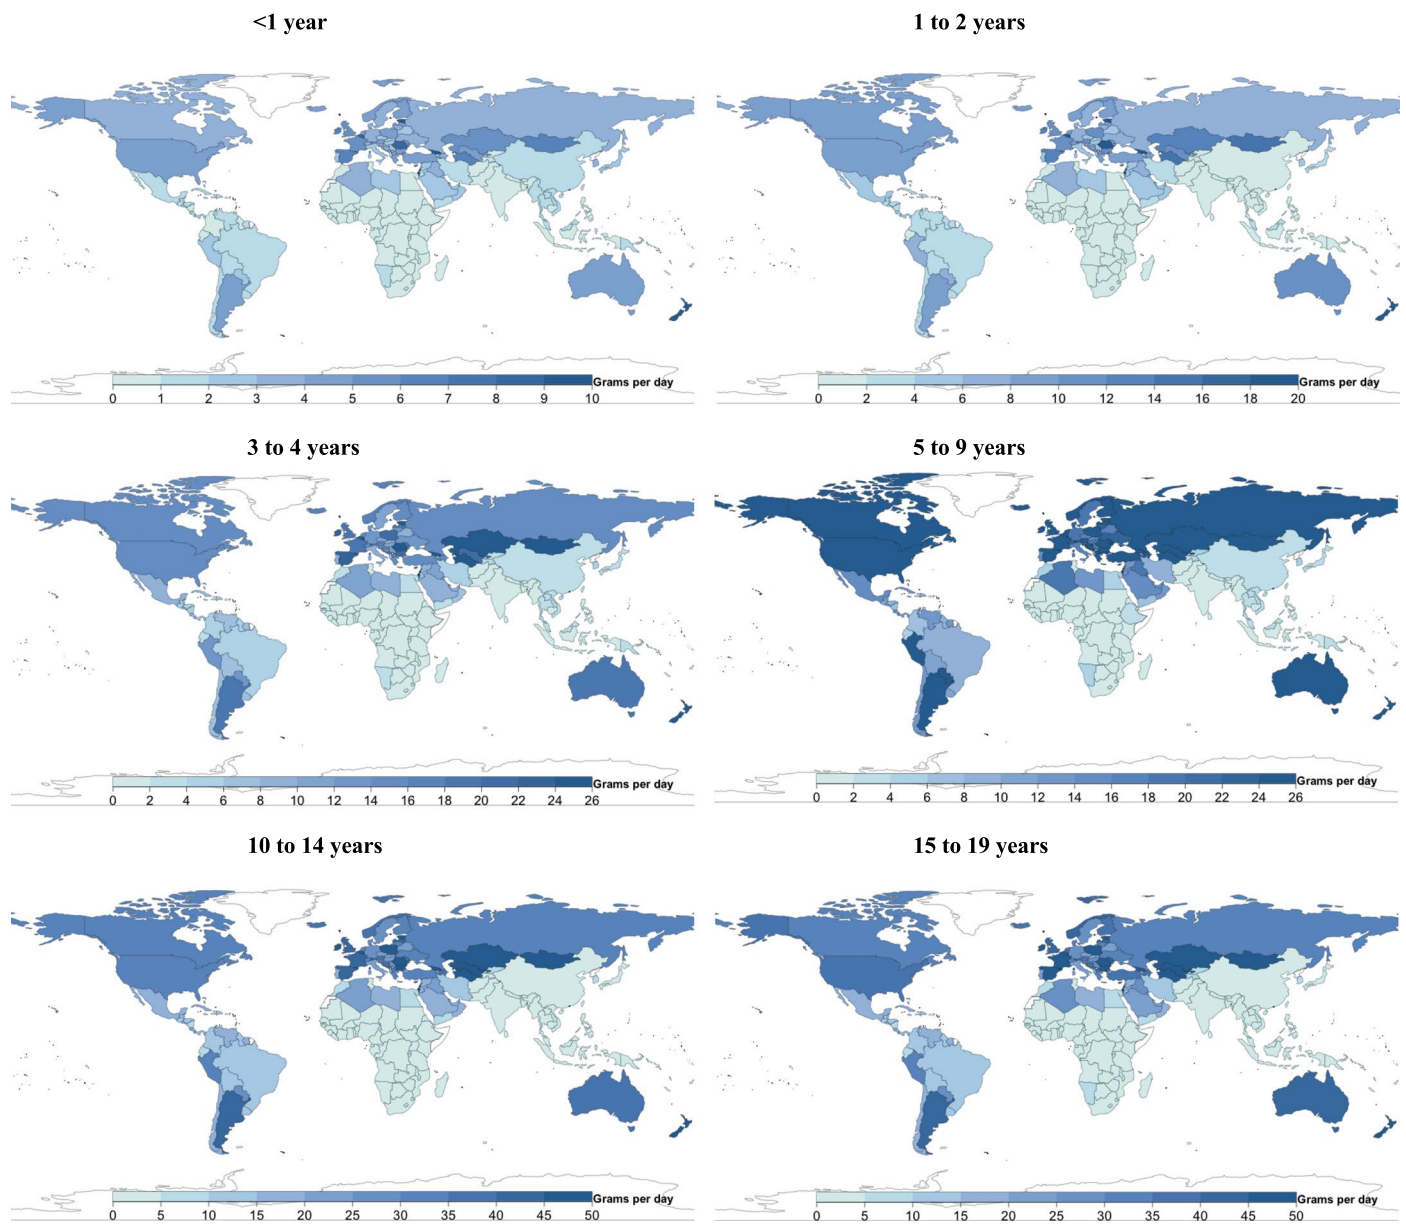 <1 year
1 to 2 years
Grams per day
0 1 2 3 4 5 6 7 8 9 10
Grams per day
0 2 4 6 8 10 12 14 16 18 20
3 to 4 years
5 to 9 years
Grams per day
0 2 4 6 8 10 12 14 16 18 20 22 24 26
Grams per day
0 2 4 6 8 10 12 14 16 18 20 22 24 26
10 to 14 years
15 to 19 years
Grams per day
0 5 10 15 20 25 30 35 40 45 50
Grams per day
0 5 10 15 20 25 30 35 40 45 50